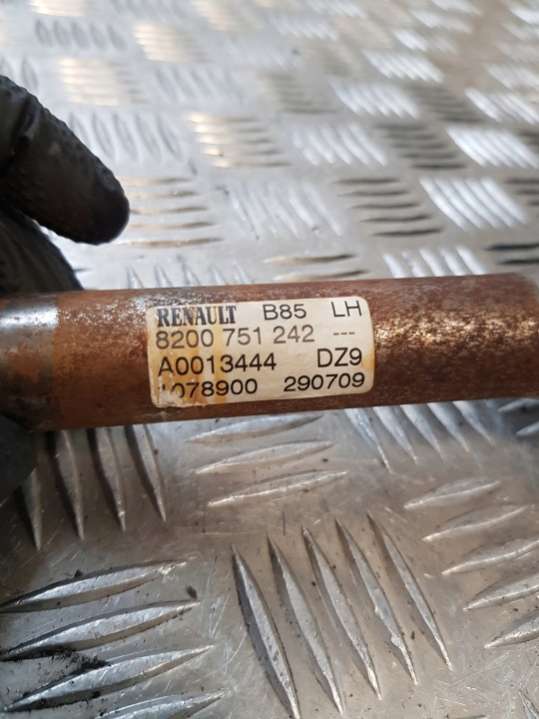 RENAULT B85 LH
8200 751 242 ---
A0013444 DZ9
078900 290709